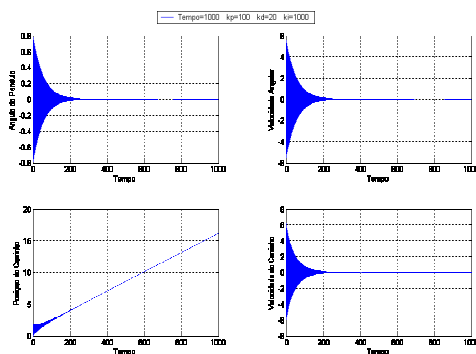 Tempo=1000 kp=100 kd=20 ki=1000
0.8
0.6
0.4
0.2
0
-0.2
-0.4
-0.6
-0.8
Angulo do Pendulo
0 200 400 600 800 1000
Tempo
6
4
2
0
-2
-4
-6
Velocidade Angular
0 200 400 600 800 1000
Tempo
20
15
10
5
0
Posiçao do Carrinho
0 200 400 600 800 1000
Tempo
8
6
4
2
0
-2
-4
-6
-8
Velocidade do Carrinho
0 200 400 600 800 1000
Tempo